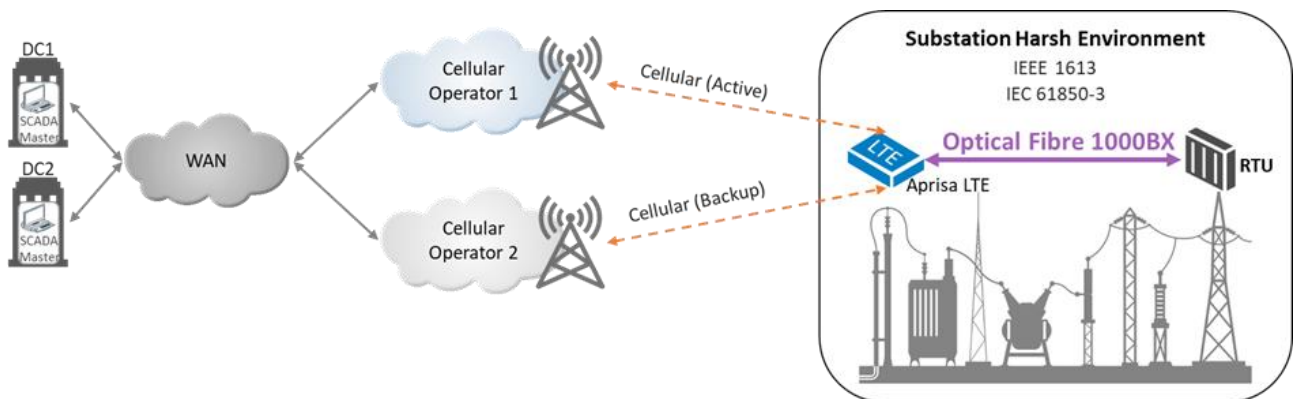 DC1
SCADA
Master
DC2
SCADA
Master
WAN
Cellular
Operator 1
Cellular
Operator 2
Cellular (Active)
Cellular (Backup)
Substation Harsh Environment
IEEE 1613
IEC 61850-3
LTE
Optical Fibre 1000BX
RTU
Aprisa LTE